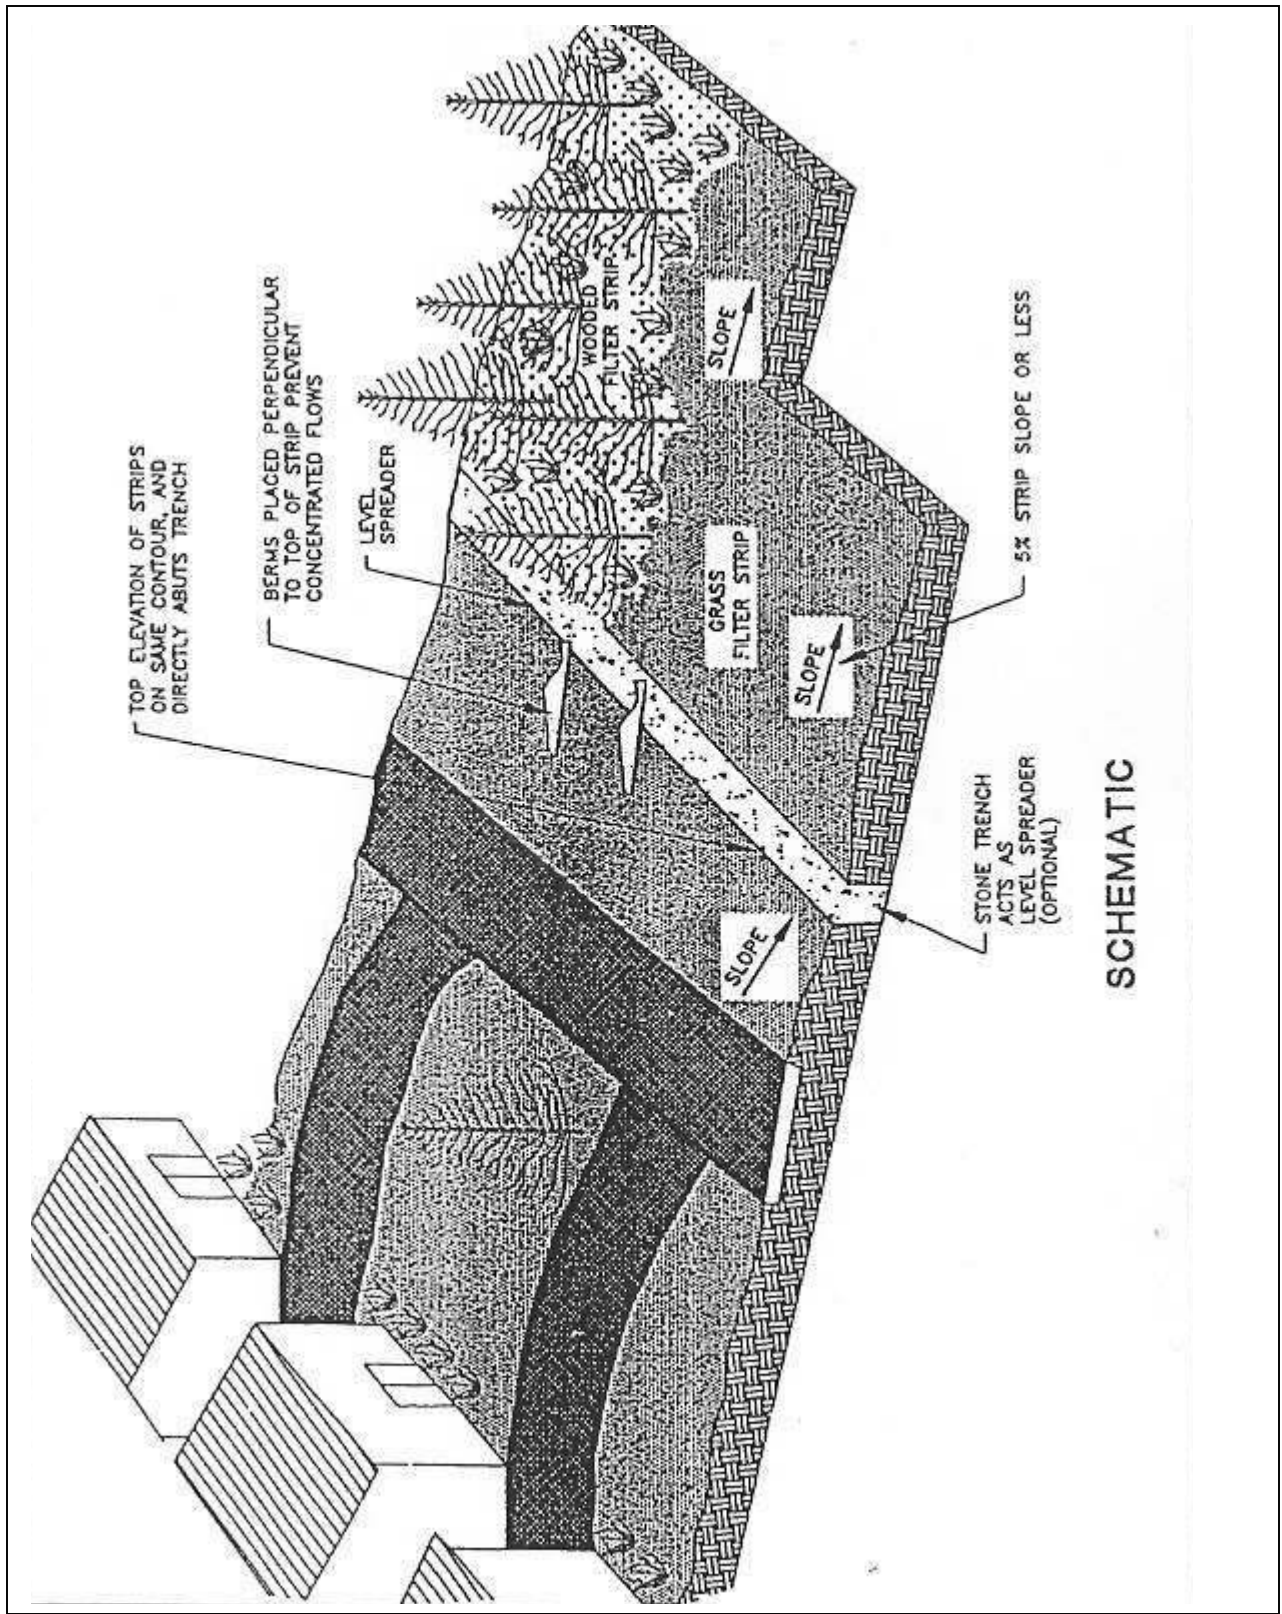 TOP ELEVATION OF STRIPS
ON SAME CONTOUR, AND
DIRECTLY ABUTS TRENCH
BERMS PLACED PERPENDICULAR
TO TOP OF STRIP PREVENT
CONCENTRATED FLOWS
LEVEL
SPREADER
WOODED
FILTER STRIP
SLOPE
GRASS
FILTER STRIP
SLOPE
SLOPE
5% STRIP SLOPE OR LESS
STONE TRENCH
ACTS AS
LEVEL SPREADER
(OPTIONAL)
SCHEMATIC